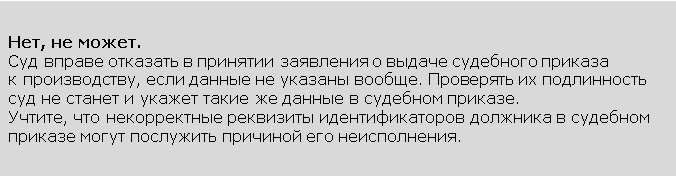 Нет, не может.
Суд вправе отказать в принятии заявления о выдаче судебного приказа
к производству, если данные не указаны вообще. Проверять их подлинность
суд не станет и укажет такие же данные в судебном приказе.
Учтите, что некорректные реквизиты идентификаторов должника в судебном
приказе могут послужить причиной его неисполнения.